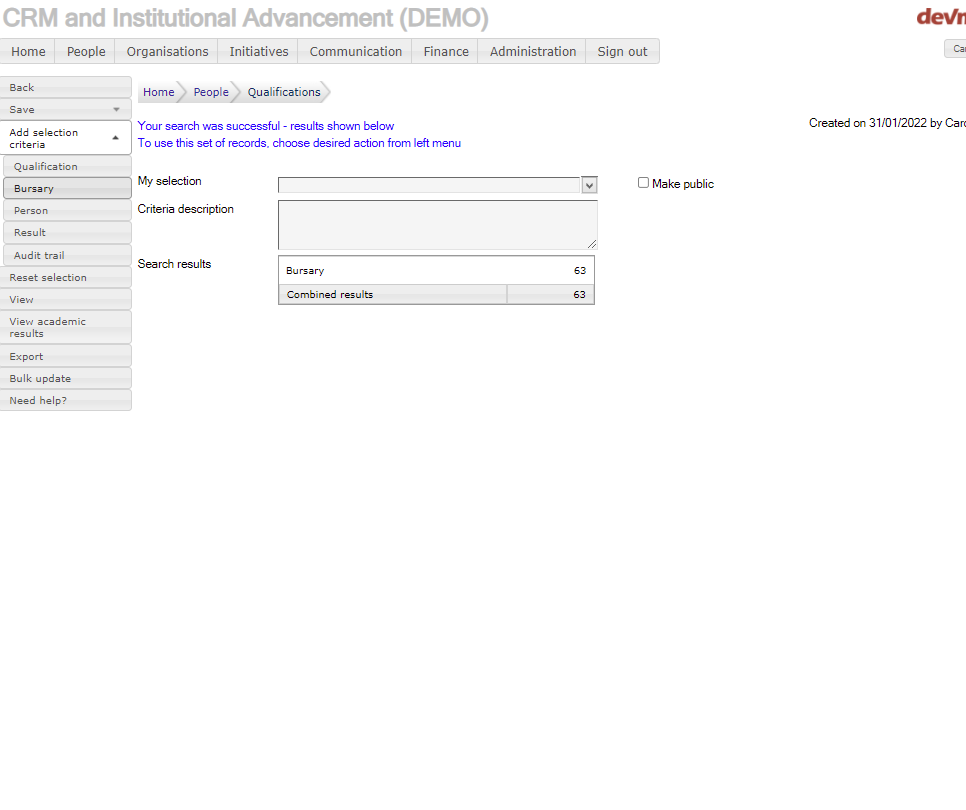 CRM and Institutional Advancement (DEMO)
Home People Organisations Initiatives Communication Finance Administration Sign out
Back
Save
Add selection
criteria
Qualification
Bursary
Person
Result
Audit trail
Reset selection
View
View academic
results
Export
Bulk update
Need help?
Home People Qualifications
Your search was successful - results shown below
To use this set of records, choose desired action from left menu
Created on 31/01/2022 by
My selection
Make public
Criteria description
Search results
Bursary 63
Combined results 63